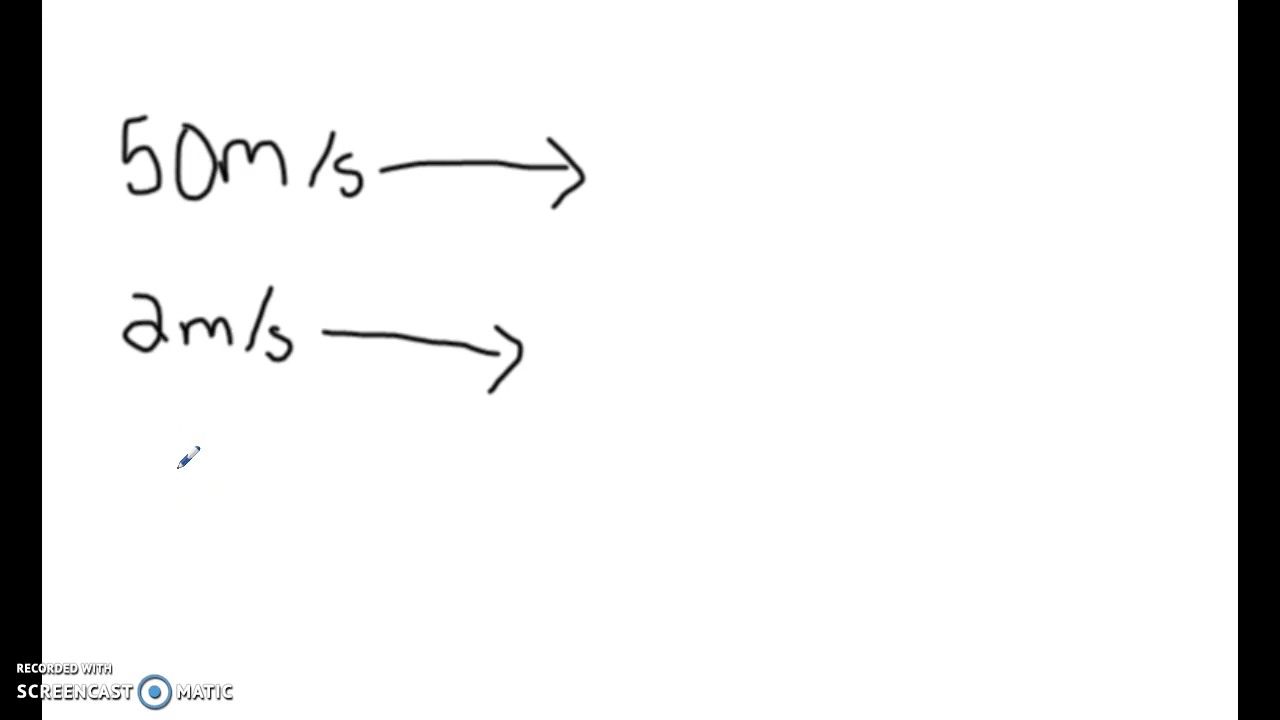 50m/s →
2m/s →
RECORDED WITH
SCREENCAST MATIC